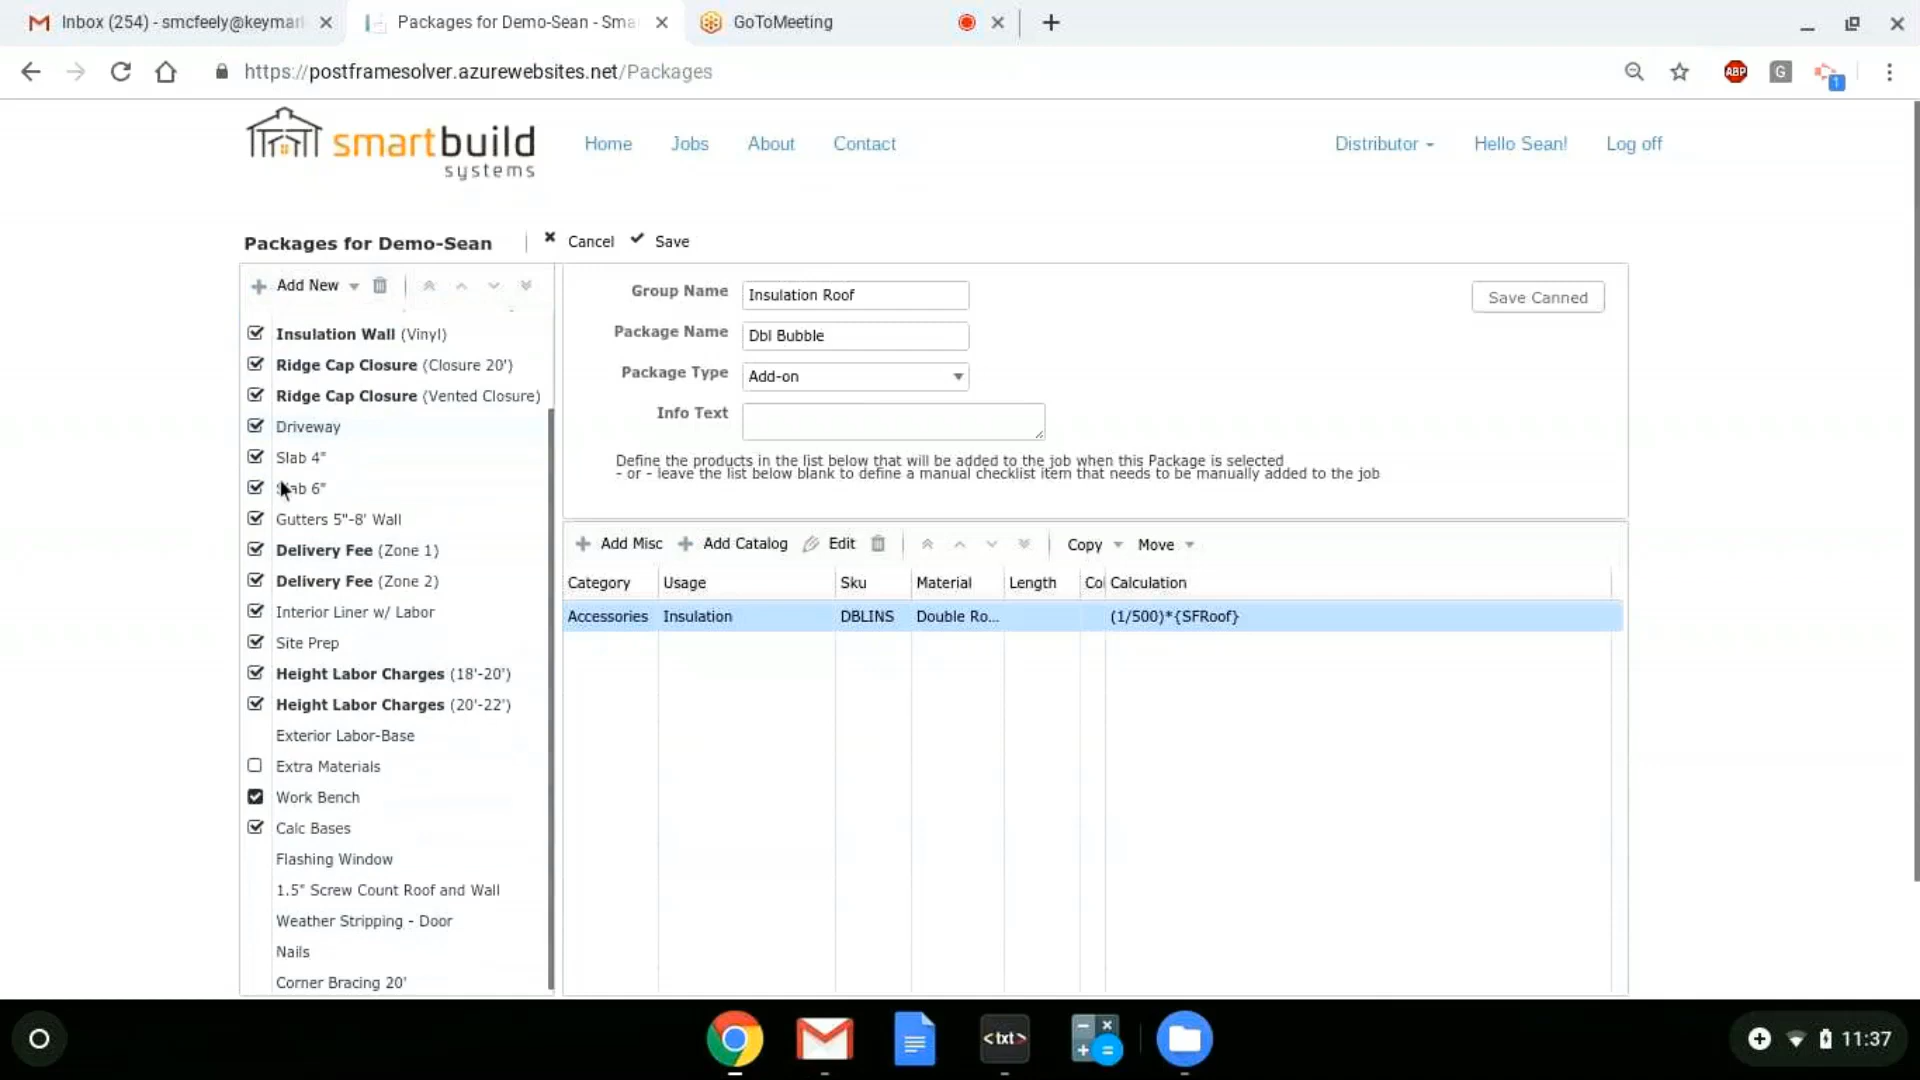 Inbox (254) - smcfeely@keymar
Packages for Demo-Sean - Sma
GoToMeeting
https://postframesolver.azurewebsites.net/Packages
ABP
G
1
smartbuild
systems
Home
Jobs
About
Contact
Distributor
Hello Sean!
Log off
Packages for Demo-Sean
Cancel
Save
Add New
Insulation Wall (Vinyl)
Ridge Cap Closure (Closure 20')
Ridge Cap Closure (Vented Closure)
Driveway
Slab 4"
Slab 6"
Gutters 5"-8' Wall
Delivery Fee (Zone 1)
Delivery Fee (Zone 2)
Interior Liner w/ Labor
Site Prep
Height Labor Charges (18'-20')
Height Labor Charges (20'-22')
Exterior Labor-Base
Extra Materials
Work Bench
Calc Bases
Flashing Window
1.5" Screw Count Roof and Wall
Weather Stripping - Door
Nails
Corner Bracing 20'
Group Name
Insulation Roof
Save Canned
Package Name
Dbl Bubble
Package Type
Add-on
Info Text
Define the products in the list below that will be added to the job when this Package is selected
- or - leave the list below blank to define a manual checklist item that needs to be manually added to the job
Add Misc
Add Catalog
Edit
Copy
Move
Category
Usage
Sku
Material
Length
Co
Calculation
Accessories
Insulation
DBLINS
Double Ro...
(1/500)*{SFRoof}
<txt>
11:37